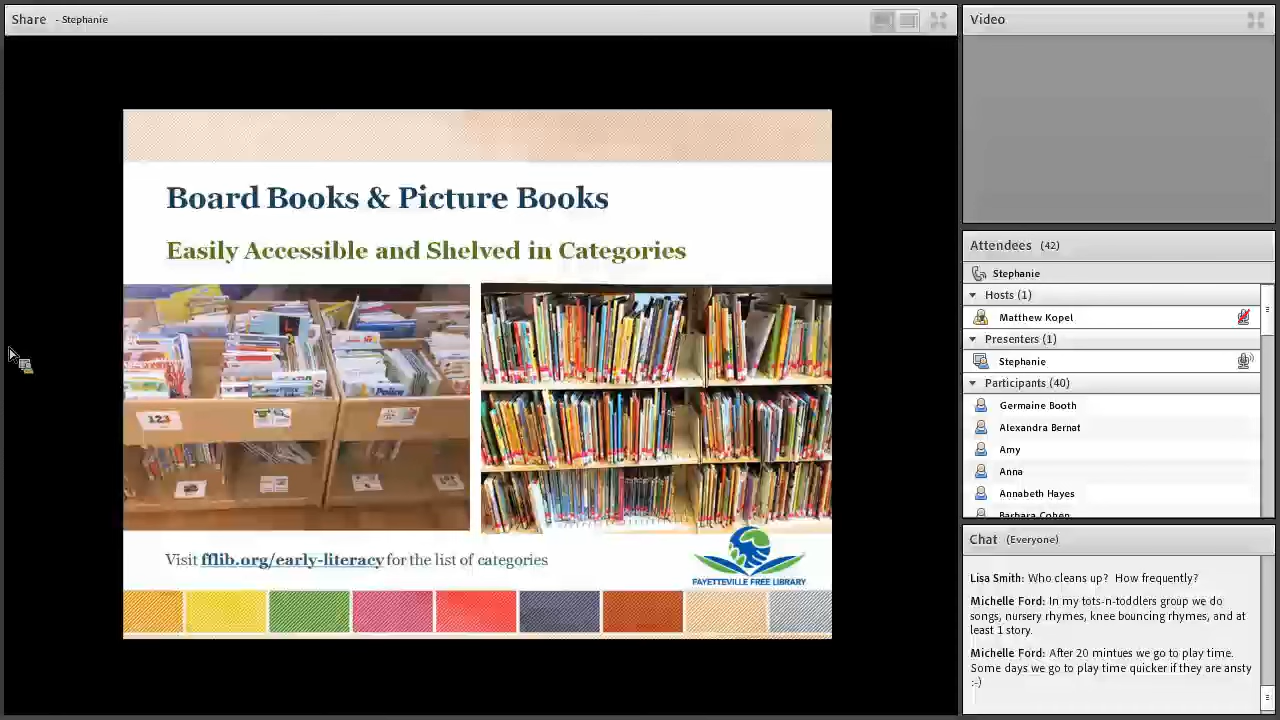 Share - Stephanie
Board Books & Picture Books
Easily Accessible and Shelved in Categories
123
Police
Visit fflib.org/early-literacy for the list of categories
FAYETTEVILLE FREE LIBRARY
Video
Attendees (42)
Stephanie
Hosts (1)
Matthew Kopel
Presenters (1)
Stephanie
Participants (40)
Germaine Booth
Alexandra Bernat
Amy
Anna
Annabeth Hayes
Barbara Cohen
Chat (Everyone)
Lisa Smith: Who cleans up? How frequently?
Michelle Ford: In my tots-n-toddlers group we do
songs, nursery rhymes, knee bouncing rhymes, and at
least 1 story.
Michelle Ford: After 20 mintues we go to play time.
Some days we go to play time quicker if they are ansty
:-)